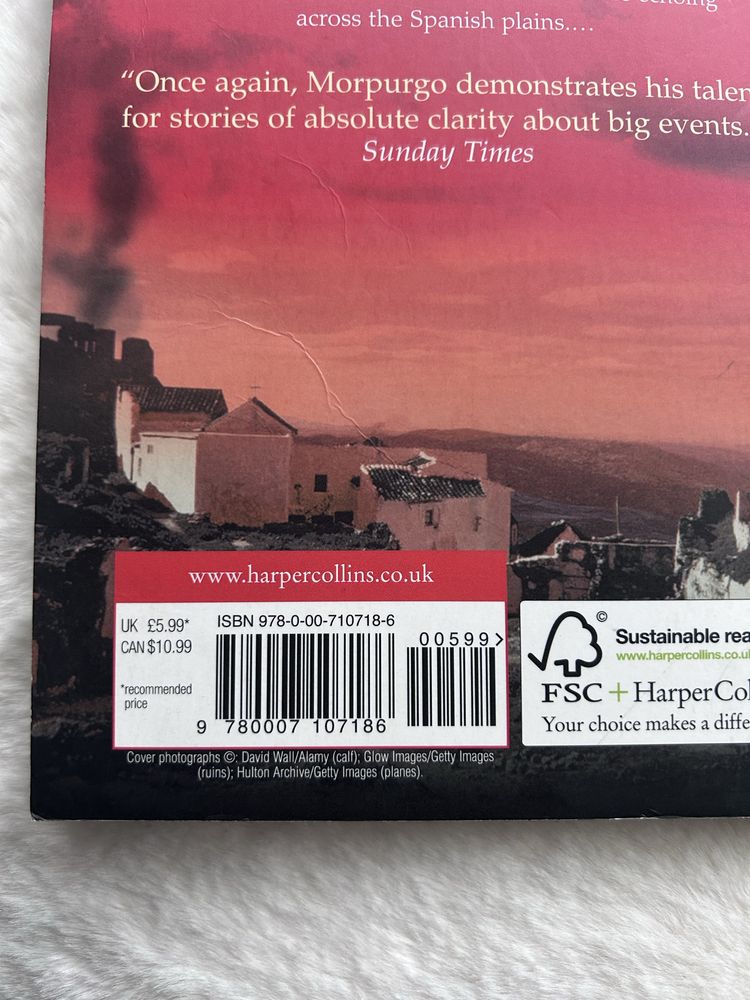 echoing
across the Spanish plains....
“Once again, Morpurgo demonstrates his talen
for stories of absolute clarity about big events.
Sunday Times
www.harpercollins.co.uk
UK £5.99*
CAN $10.99
*recommended
price
ISBN 978-0-00-710718-6
00599>
9 780007 107186
©
Sustainable rea
www.harpercollins.co.u
FSC + HarperCol
Your choice makes a diffe
Cover photographs ©: David Wall/Alamy (calf); Glow Images/Getty Images
(ruins); Hulton Archive/Getty Images (planes).